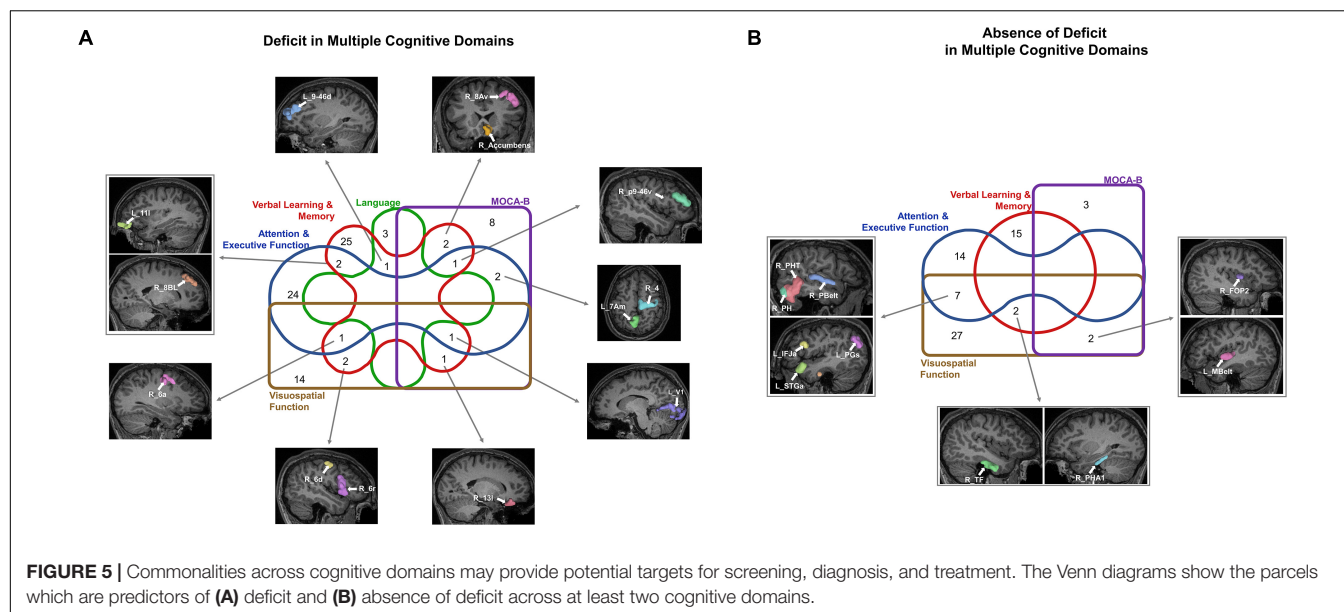 A
Deficit in Multiple Cognitive Domains
L_9-46d
R_8Av
R_Accumbens
L_11l
R_8BL
R_p9-46v
Verbal Learning &
Memory
Language
MOCA-B
Attention &
Executive Function
25
3
2
8
2
1
1
2
24
L_7Am
R_4
1
1
2
1
14
Visuospatial
Function
R_6a
L_V1
R_6d
R_6r
R_13l
B
Absence of Deficit
in Multiple Cognitive Domains
MOCA-B
Verbal Learning &
Memory
Attention &
Executive Function
3
15
14
7
2
27
2
Visuospatial
Function
R_PHT
R_PBelt
R_PH
L_IFJa
L_PGs
L_STGa
R_FOP2
L_MBelt
R_TF
R_PHA1
FIGURE 5 | Commonalities across cognitive domains may provide potential targets for screening, diagnosis, and treatment. The Venn diagrams show the parcels
which are predictors of (A) deficit and (B) absence of deficit across at least two cognitive domains.